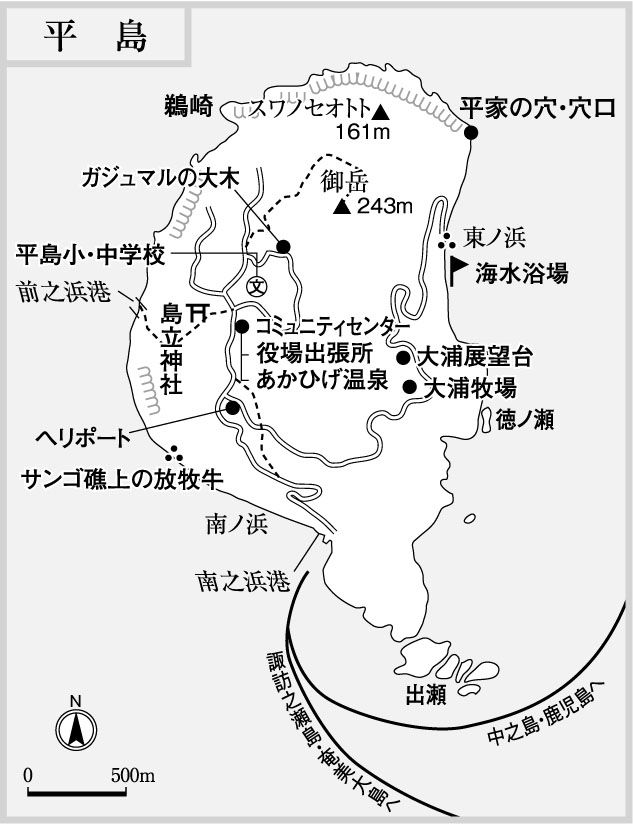 平島
鵜崎
スワノセオトト
161m
平家の穴・穴口
ガジュマルの大木
御岳
243m
平島小・中学校
文
東ノ浜
海水浴場
前之浜港
島立神社
コミュニティセンター
役場出張所
あかひげ温泉
大浦展望台
大浦牧場
徳ノ瀬
ヘリポート
サンゴ礁上の放牧牛
南ノ浜
南之浜港
出瀬
諏訪之瀬島・奄美大島へ
中之島・鹿児島へ
N
0 500m